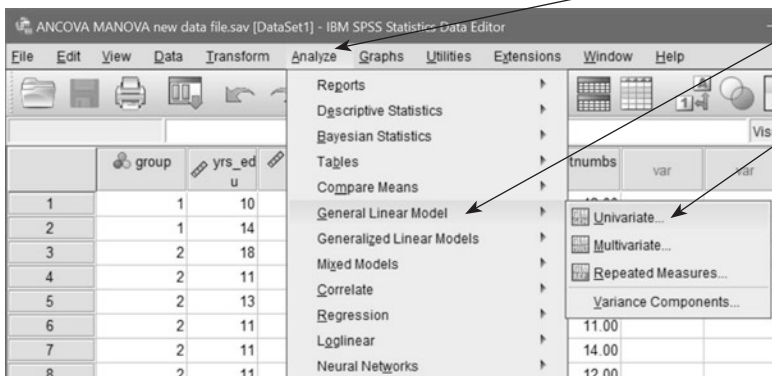 ANCOVA MANOVA new data file.sav [DataSet1] - IBM SPSS Statistics Data Editor
File Edit View Data Transform Analyze Graphs Utilities Extensions Window Help
Reports
Descriptive Statistics
Bayesian Statistics
Tables
Compare Means
General Linear Model
Generalized Linear Models
Mixed Models
Correlate
Regression
Loglinear
Neural Networks
Univariate...
Multivariate...
Repeated Measures...
Variance Components...
Vis
group yrs_ed
u
tnumbs var var
1 1 10
2 1 14
3 2 18
4 2 11
5 2 13
6 2 11 11.00
7 2 11 14.00
8 2 11 12.00